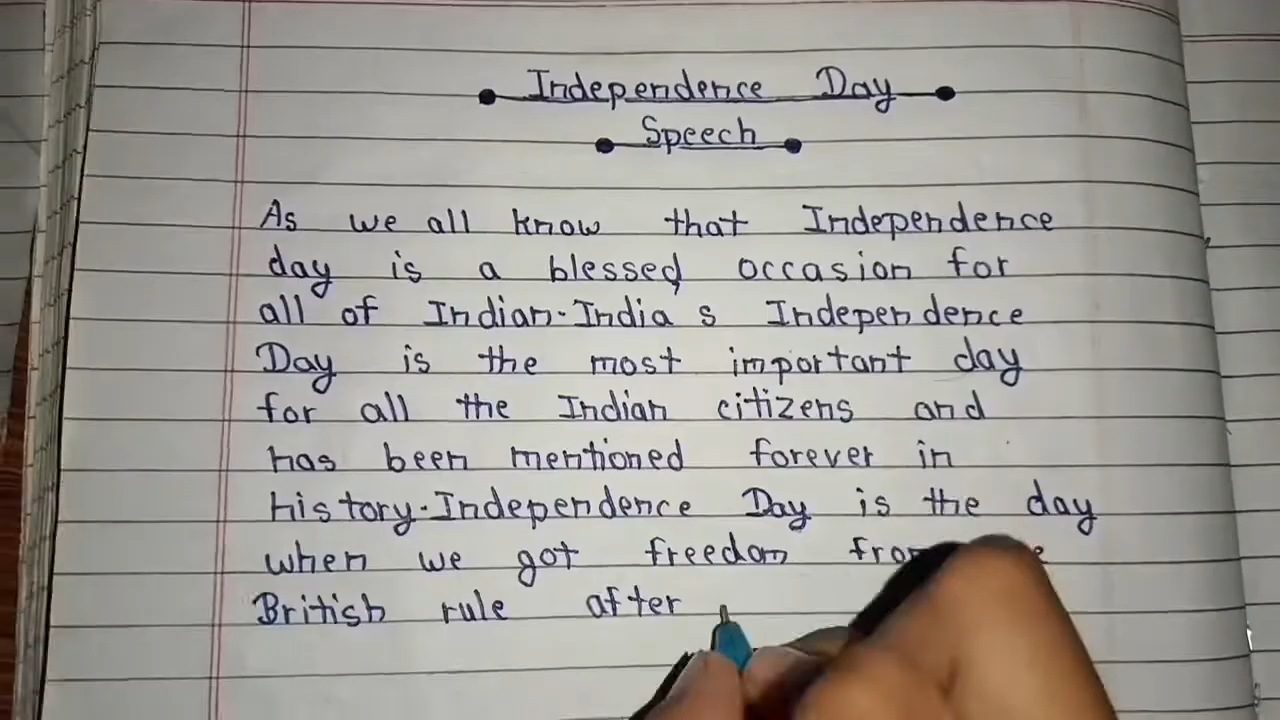 Independence Day
Speech
As we all know that Independence
day is a blessed occasion for
all of Indian.India s Independence
Day is the most important day
for all the Indian citizens and
has been mentioned forever in
history.Independence Day is the day
when we got freedom
British rule after